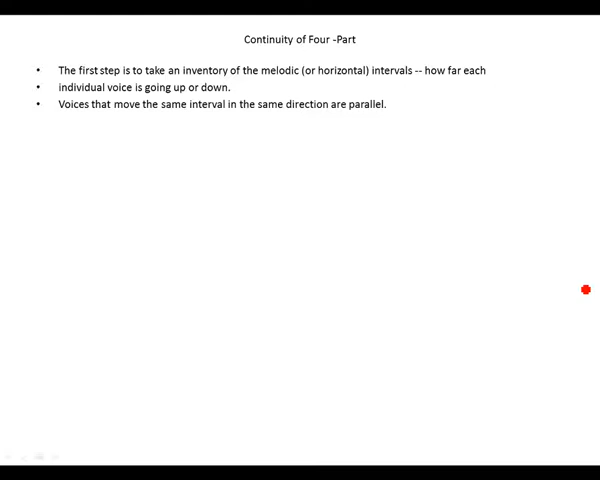 Continuity of Four -Part
• The first step is to take an inventory of the melodic (or horizontal) intervals -- how far each
• individual voice is going up or down.
• Voices that move the same interval in the same direction are parallel.